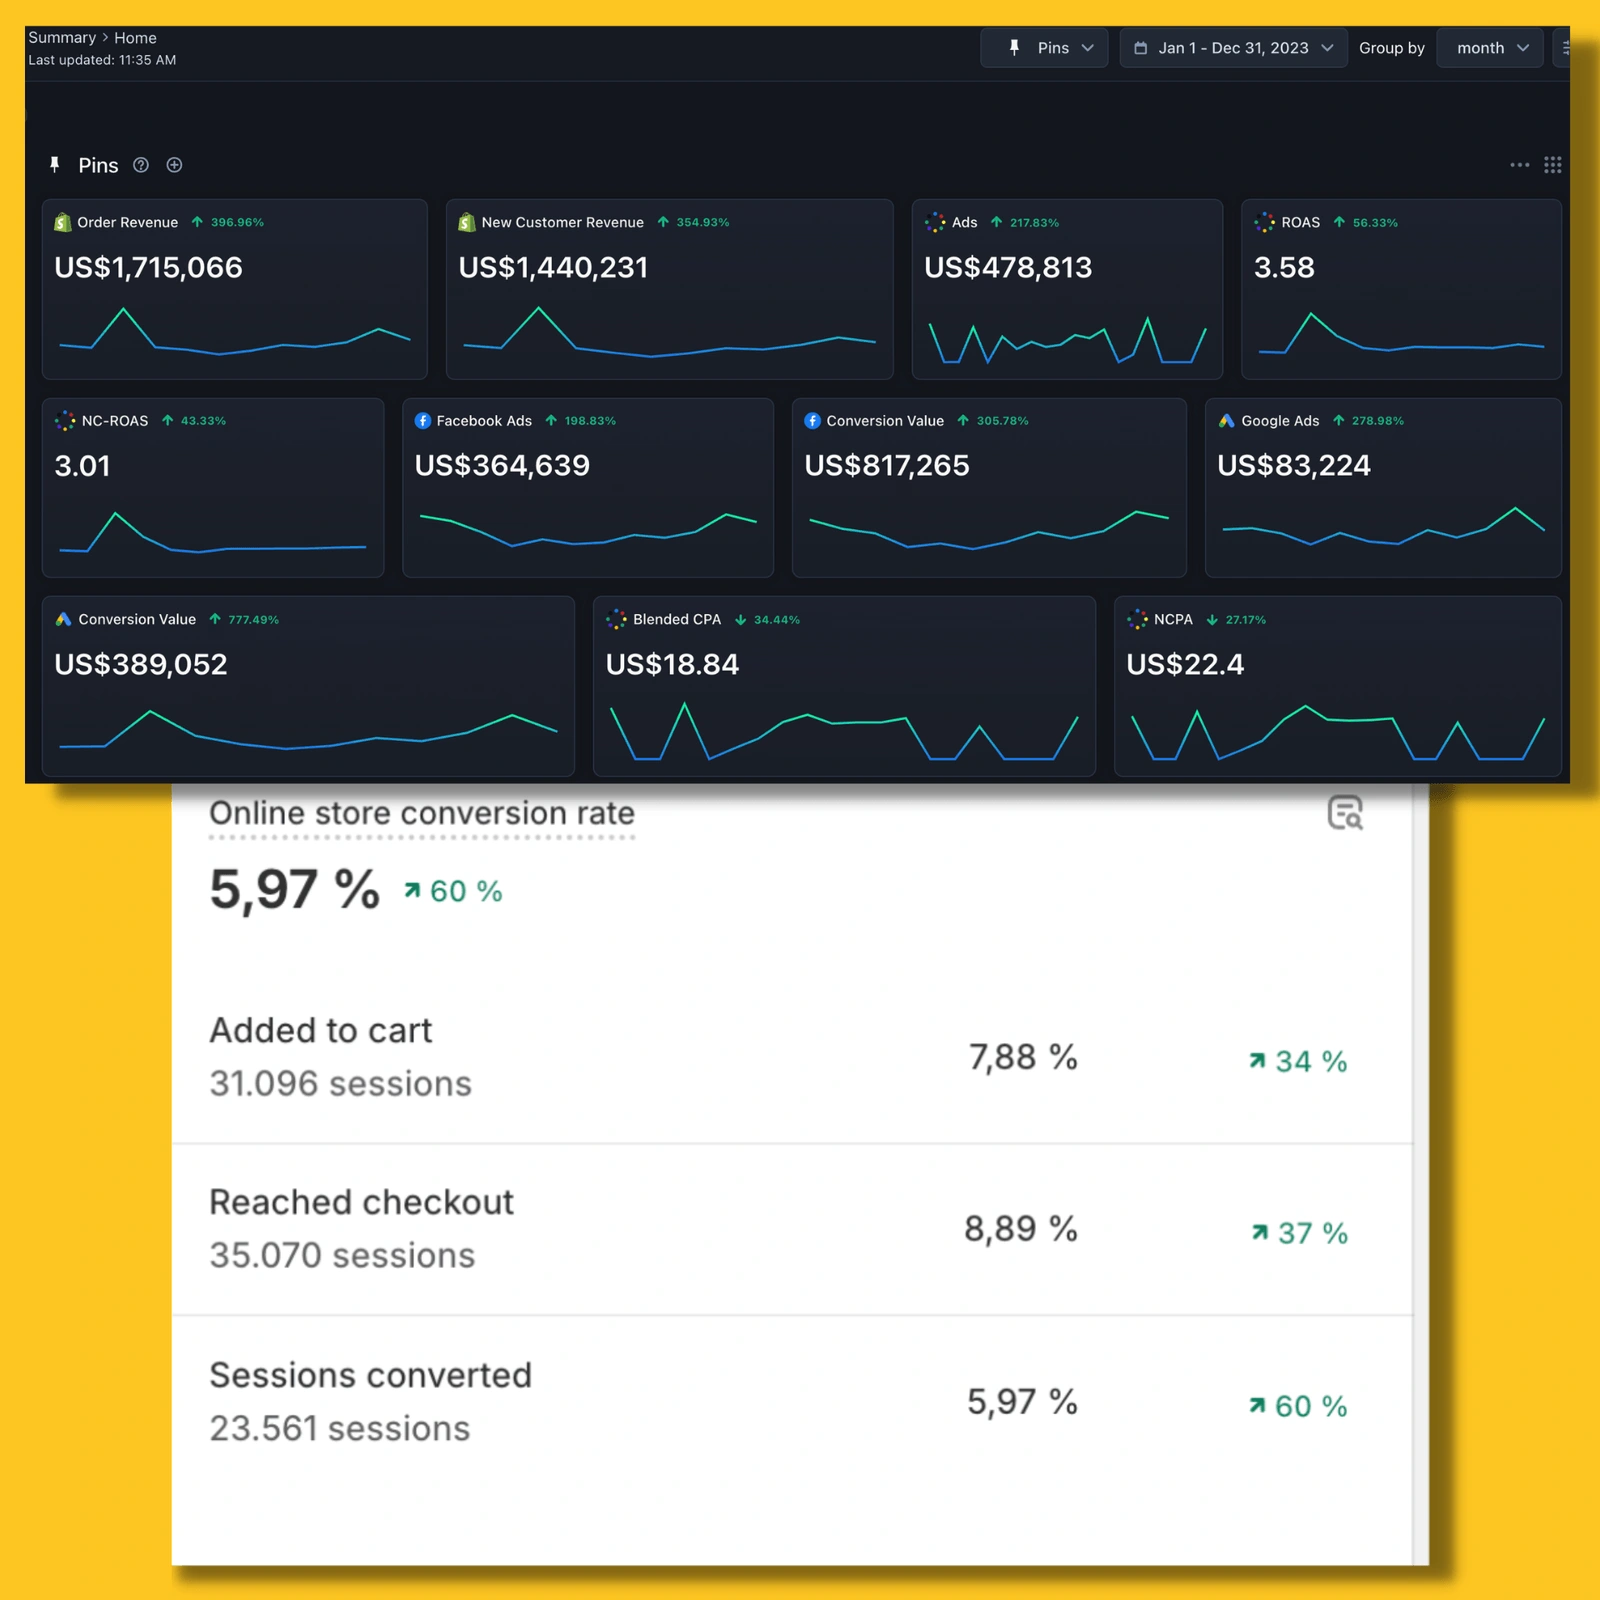 Summary > Home
Last updated: 11:35 AM
Pins
Jan 1 - Dec 31, 2023
Group by
month
Pins
Order Revenue 396.96%
US$1,715,066
New Customer Revenue 354.93%
US$1,440,231
Ads 217.83%
US$478,813
ROAS 56.33%
3.58
NC-ROAS 43.33%
3.01
Facebook Ads 198.83%
US$364,639
Conversion Value 305.78%
US$817,265
Google Ads 278.98%
US$83,224
Conversion Value 777.49%
US$389,052
Blended CPA 34.44%
US$18.84
NCPA 27.17%
US$22.4
Online store conversion rate
5,97 % 60 %
Added to cart
31.096 sessions
7,88 % 34 %
Reached checkout
35.070 sessions
8,89 % 37 %
Sessions converted
23.561 sessions
5,97 % 60 %